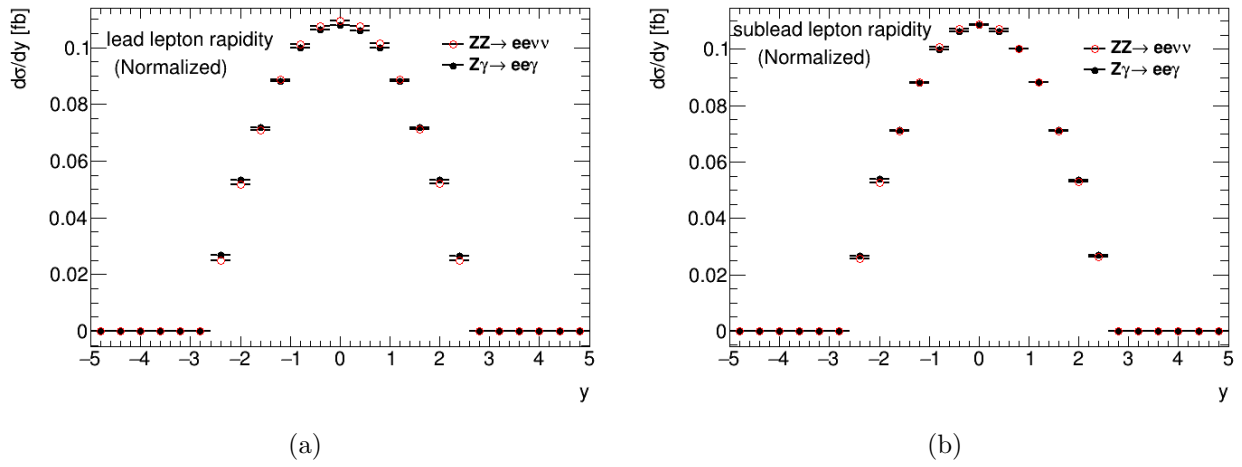 dσ/dy [fb]
lead lepton rapidity
(Normalized)
ZZ→ eeνν
Zγ→ eeγ
0.1
0.08
0.06
0.04
0.02
0
−5 −4 −3 −2 −1 0 1 2 3 4 5
y
(a)
dσ/dy [fb]
sublead lepton rapidity
(Normalized)
ZZ→ eeνν
Zγ→ eeγ
0.1
0.08
0.06
0.04
0.02
0
−5 −4 −3 −2 −1 0 1 2 3 4 5
y
(b)